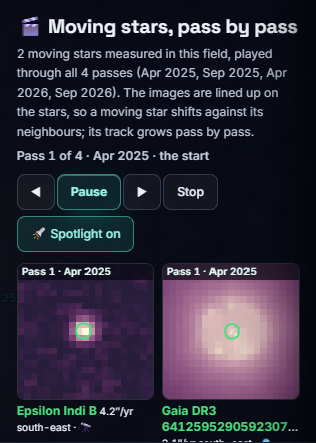 🎬 Moving stars, pass by pass
2 moving stars measured in this field, played
through all 4 passes (Apr 2025, Sep 2025, Apr
2026, Sep 2026). The images are lined up on
the stars, so a moving star shifts against its
neighbours; its track grows pass by pass.
Pass 1 of 4 · Apr 2025 · the start
◀ Pause ▶ Stop
Spotlight on
Pass 1 · Apr 2025
Pass 1 · Apr 2025
Epsilon Indi B 4.2″/yr
south-east ·
Gaia DR3
6412595290592307...